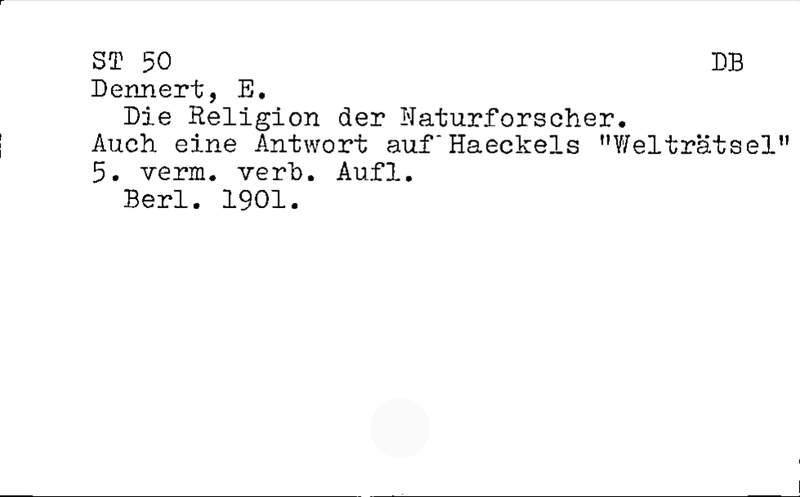 ST 50 DB
Dennert, E.
Die Religion der Naturforscher.
Auch eine Antwort auf Haeckels "Welträtsel"
5. verm. verb. Aufl.
Berl. 1901.